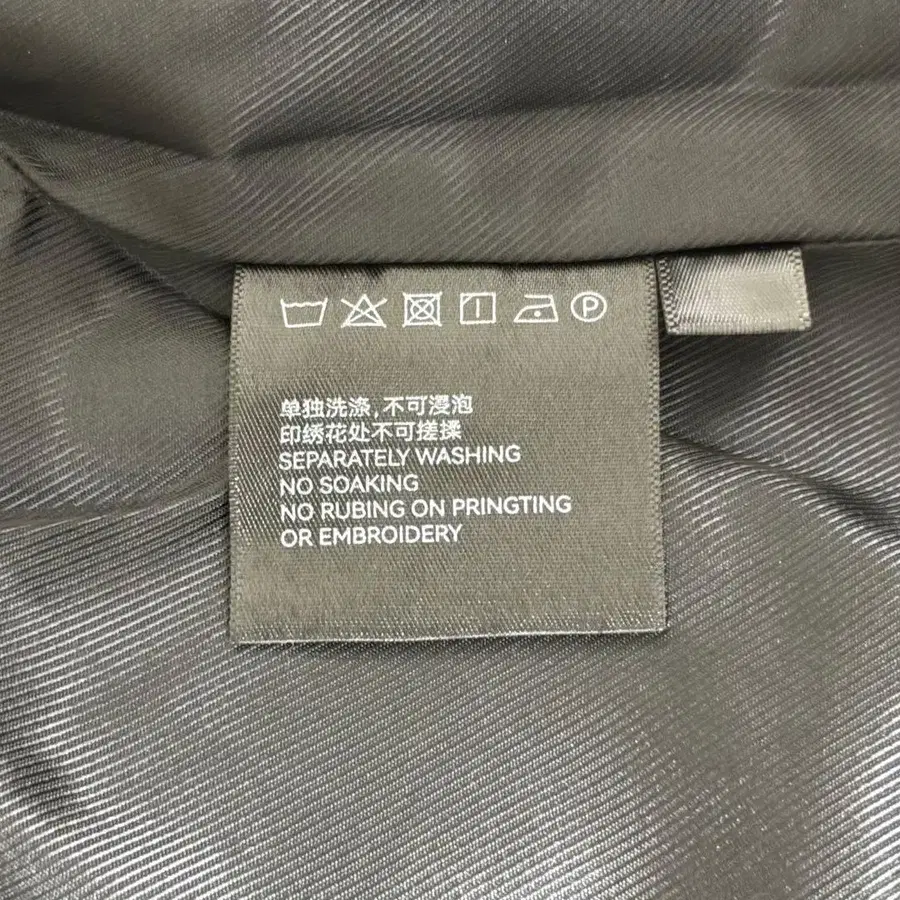 P
单独洗涤,不可浸泡
印绣花处不可搓揉
SEPARATELY WASHING
NO SOAKING
NO RUBING ON PRINGTING
OR EMBROIDERY